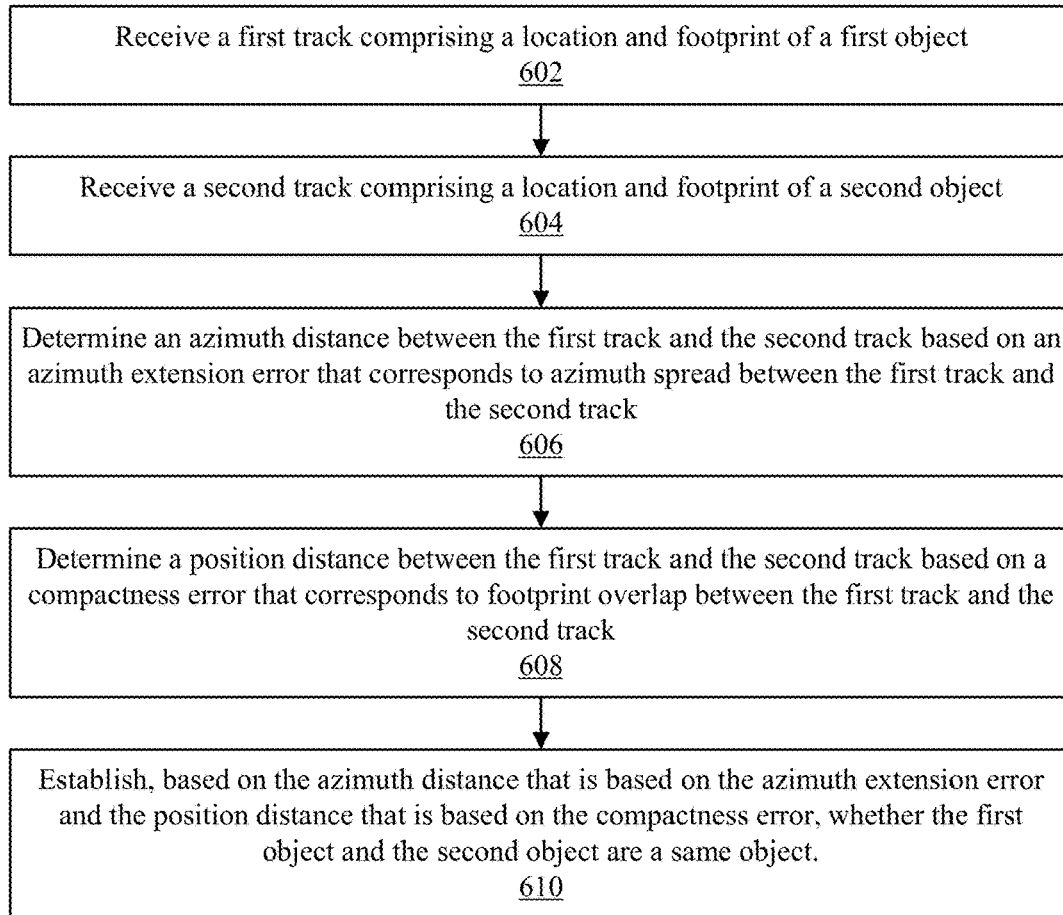 Receive a first track comprising a location and footprint of a first object
602
Receive a second track comprising a location and footprint of a second object
604
Determine an azimuth distance between the first track and the second track based on an
azimuth extension error that corresponds to azimuth spread between the first track and
the second track
606
Determine a position distance between the first track and the second track based on a
compactness error that corresponds to footprint overlap between the first track and the
second track
608
Establish, based on the azimuth distance that is based on the azimuth extension error
and the position distance that is based on the compactness error, whether the first
object and the second object are a same object.
610